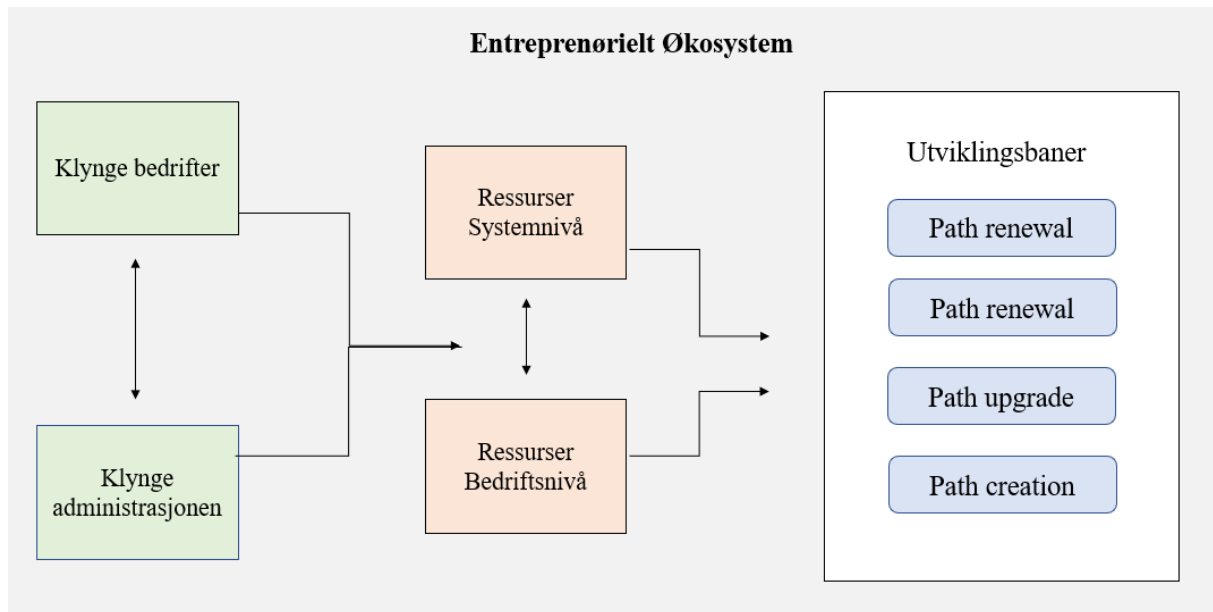 Entreprenørielt Økosystem
Klynge bedrifter
Klynge
administrasjonen
Ressurser
Systemnivå
Ressurser
Bedriftsnivå
Utviklingsbaner
Path renewal
Path renewal
Path upgrade
Path creation